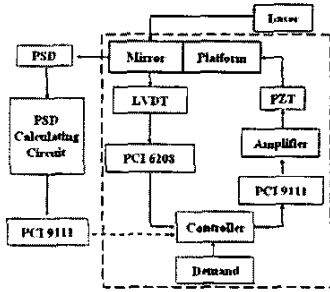 Laser
PSD
Mirror
Platform
LVDT
PZT
PSD
Calculating
Circuit
PCI 6208
Amplifier
PCI 9111
PCI 9111
Controller
Demand